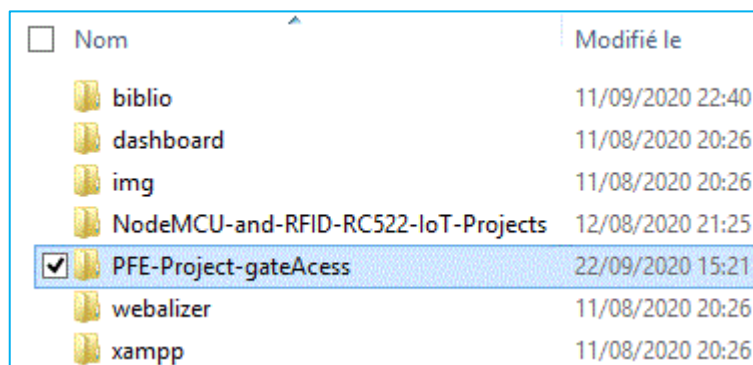 Nom Modifié le
biblio 11/09/2020 22:40
dashboard 11/08/2020 20:26
img 11/08/2020 20:26
NodeMCU-and-RFID-RC522-IoT-Projects 12/08/2020 21:25
PFE-Project-gateAcess 22/09/2020 15:21
webalizer 11/08/2020 20:26
xampp 11/08/2020 20:26